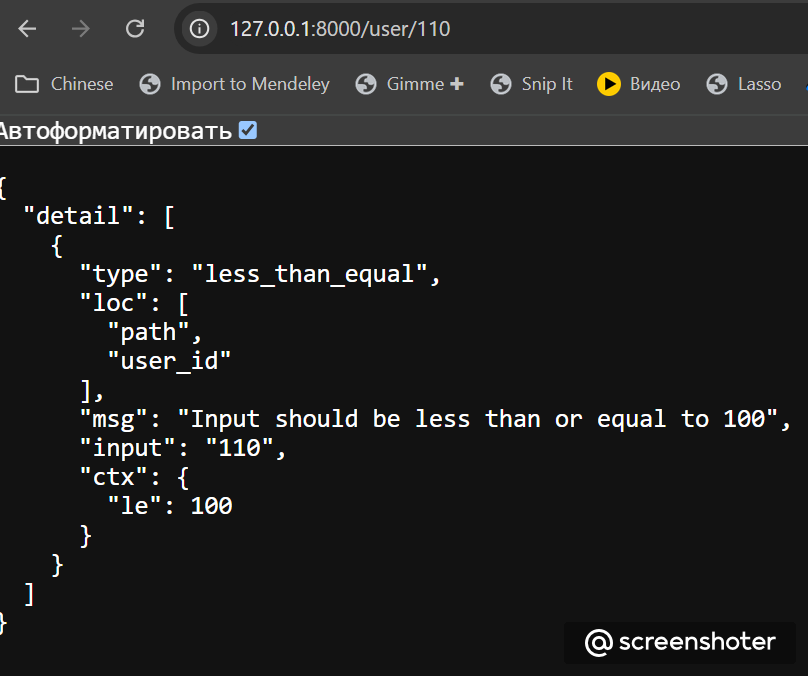 127.0.0.1:8000/user/110
Chinese Import to Mendeley Gimme + Snip It Видео Lasso
Автоформатировать
{
"detail": [
{
"type": "less_than_equal",
"loc": [
"path",
"user_id"
],
"msg": "Input should be less than or equal to 100",
"input": "110",
"ctx": {
"le": 100
}
}
]
}
@screenshoter